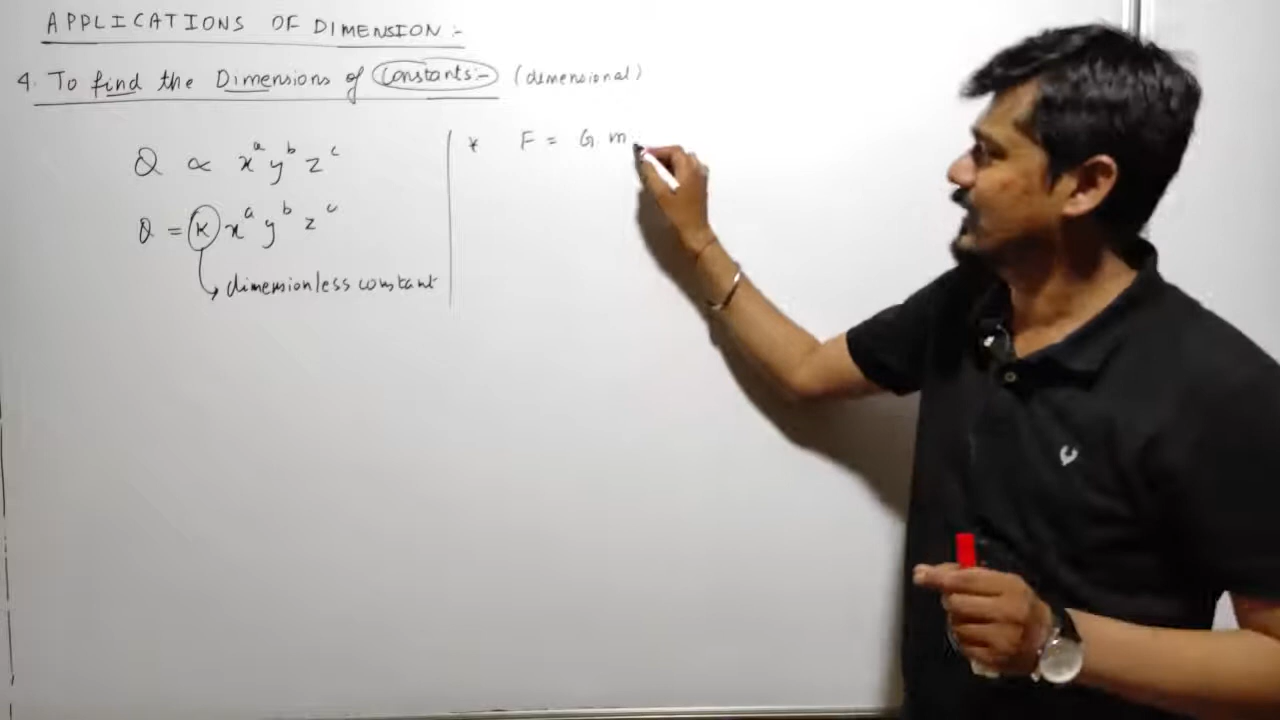 APPLICATIONS OF DIMENSION :-
4. To find the Dimensions of Constants:- (dimensional)
Q ∝ x^a y^b z^c
Q = K x^a y^b z^c
dimensionless constant
* F = G m